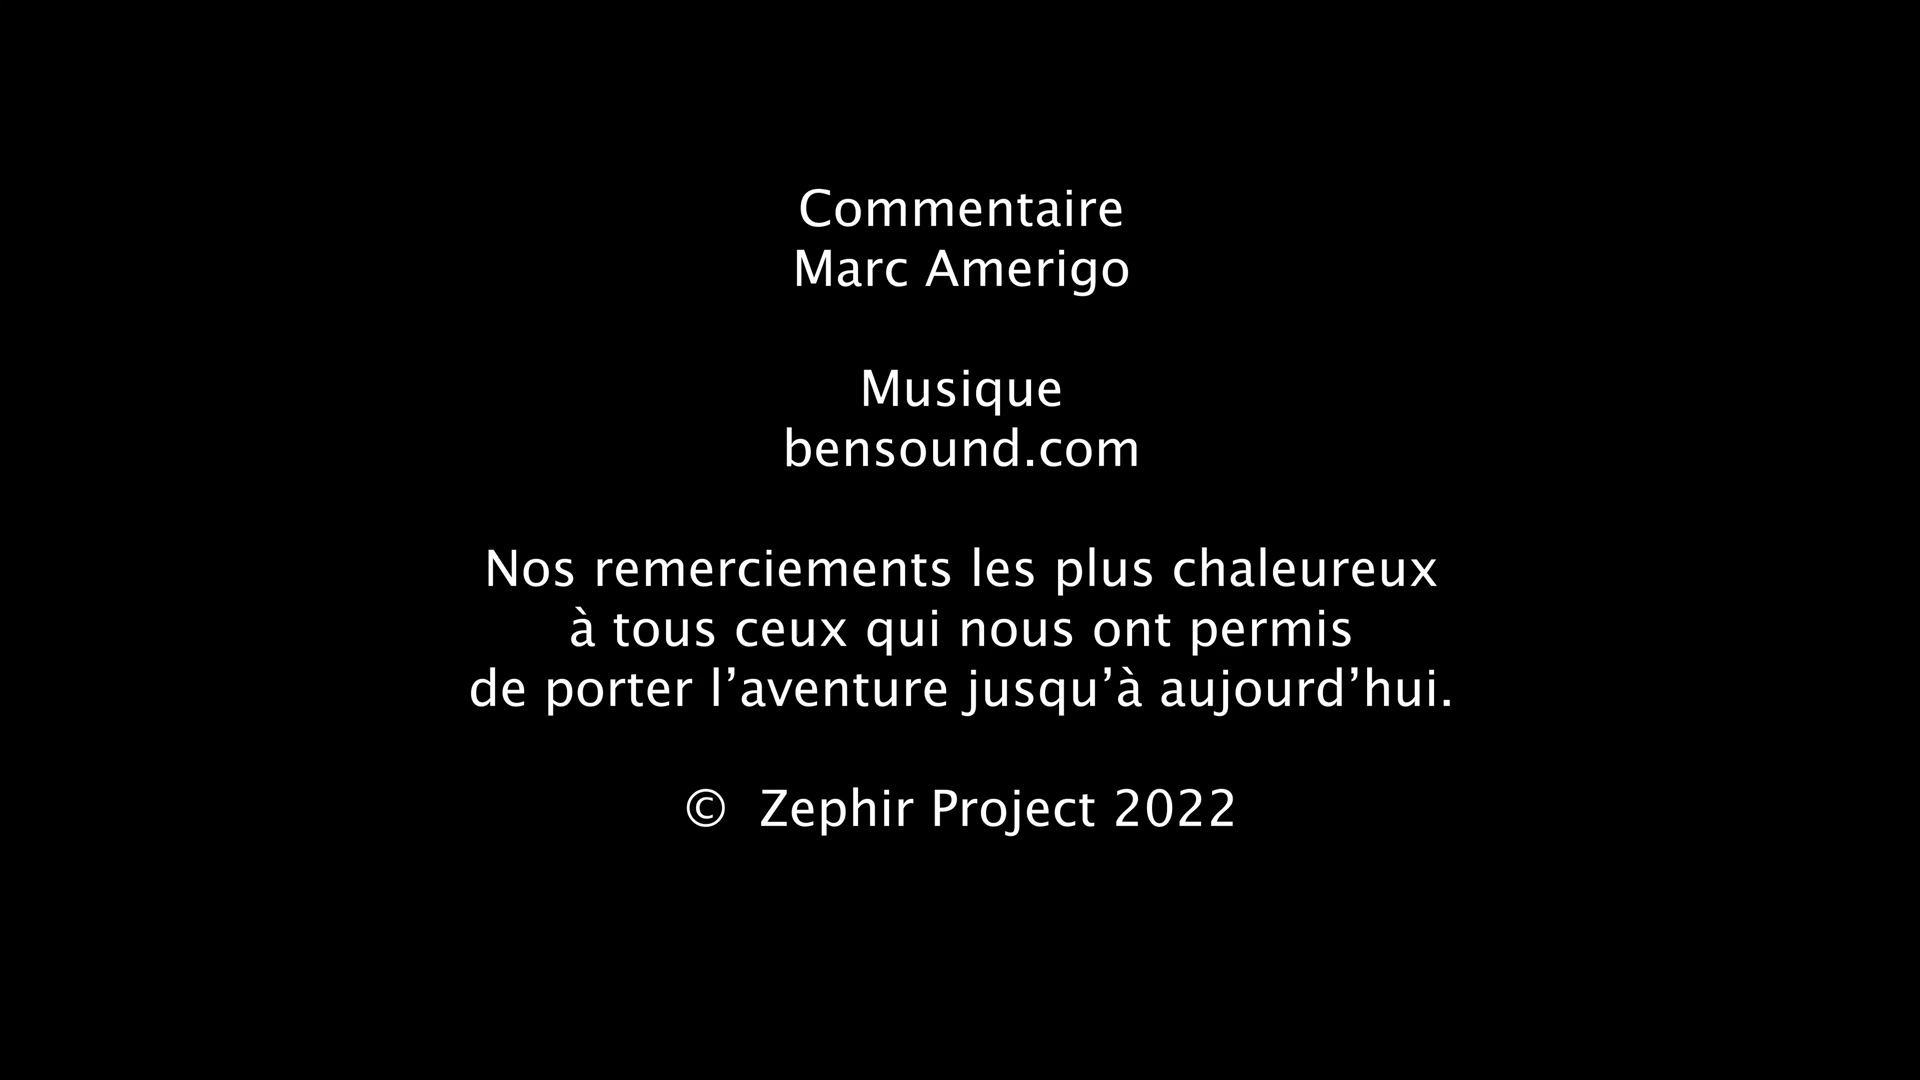 Commentaire
Marc Amerigo
Musique
bensound.com
Nos remerciements les plus chaleureux
à tous ceux qui nous ont permis
de porter l’aventure jusqu’à aujourd’hui.
© Zephir Project 2022